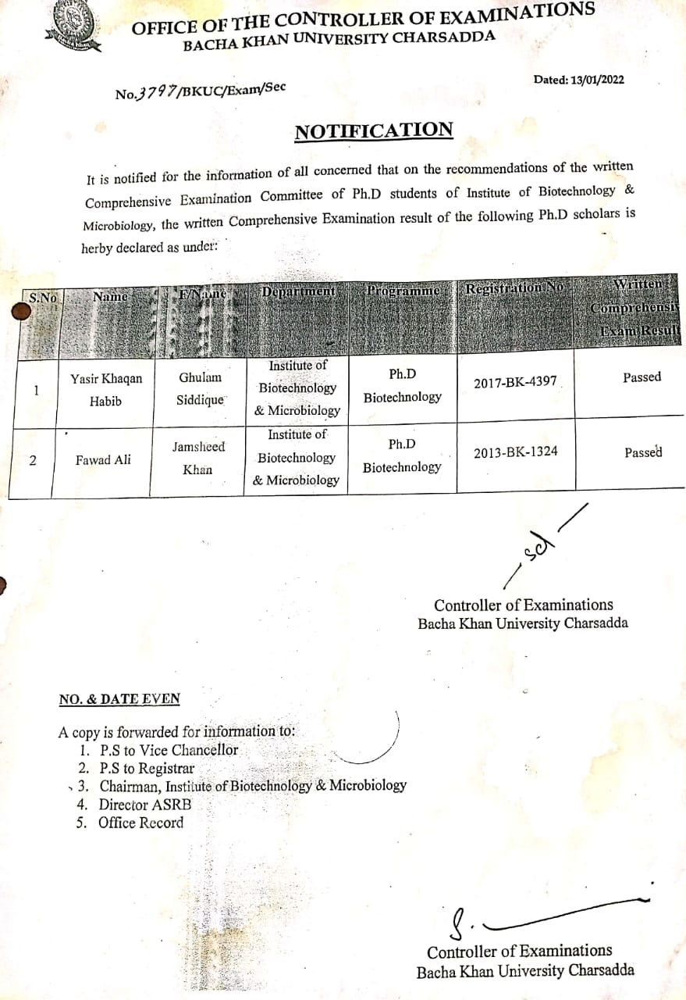 OFFICE OF THE CONTROLLER OF EXAMINATIONS
BACHA KHAN UNIVERSITY CHARSADDA
No.3797/BKUC/Exam/Sec
Dated: 13/01/2022
NOTIFICATION
It is notified for the information of all concerned that on the recommendations of the written
Comprehensive Examination Committee of Ph.D students of Institute of Biotechnology &
Microbiology, the written Comprehensive Examination result of the following Ph.D scholars is
herby declared as under:
S.No Name F/Name Department Programme Registration No Written
Comprehensiv
Exam Result
1 Yasir Khaqan Habib Ghulam Siddique Institute of Biotechnology & Microbiology Ph.D Biotechnology 2017-BK-4397 Passed
2 Fawad Ali Jamsheed Khan Institute of Biotechnology & Microbiology Ph.D Biotechnology 2013-BK-1324 Passed
— sd —
Controller of Examinations
Bacha Khan University Charsadda
NO. & DATE EVEN
A copy is forwarded for information to:
1. P.S to Vice Chancellor
2. P.S to Registrar
3. Chairman, Institute of Biotechnology & Microbiology
4. Director ASRB
5. Office Record
Controller of Examinations
Bacha Khan University Charsadda